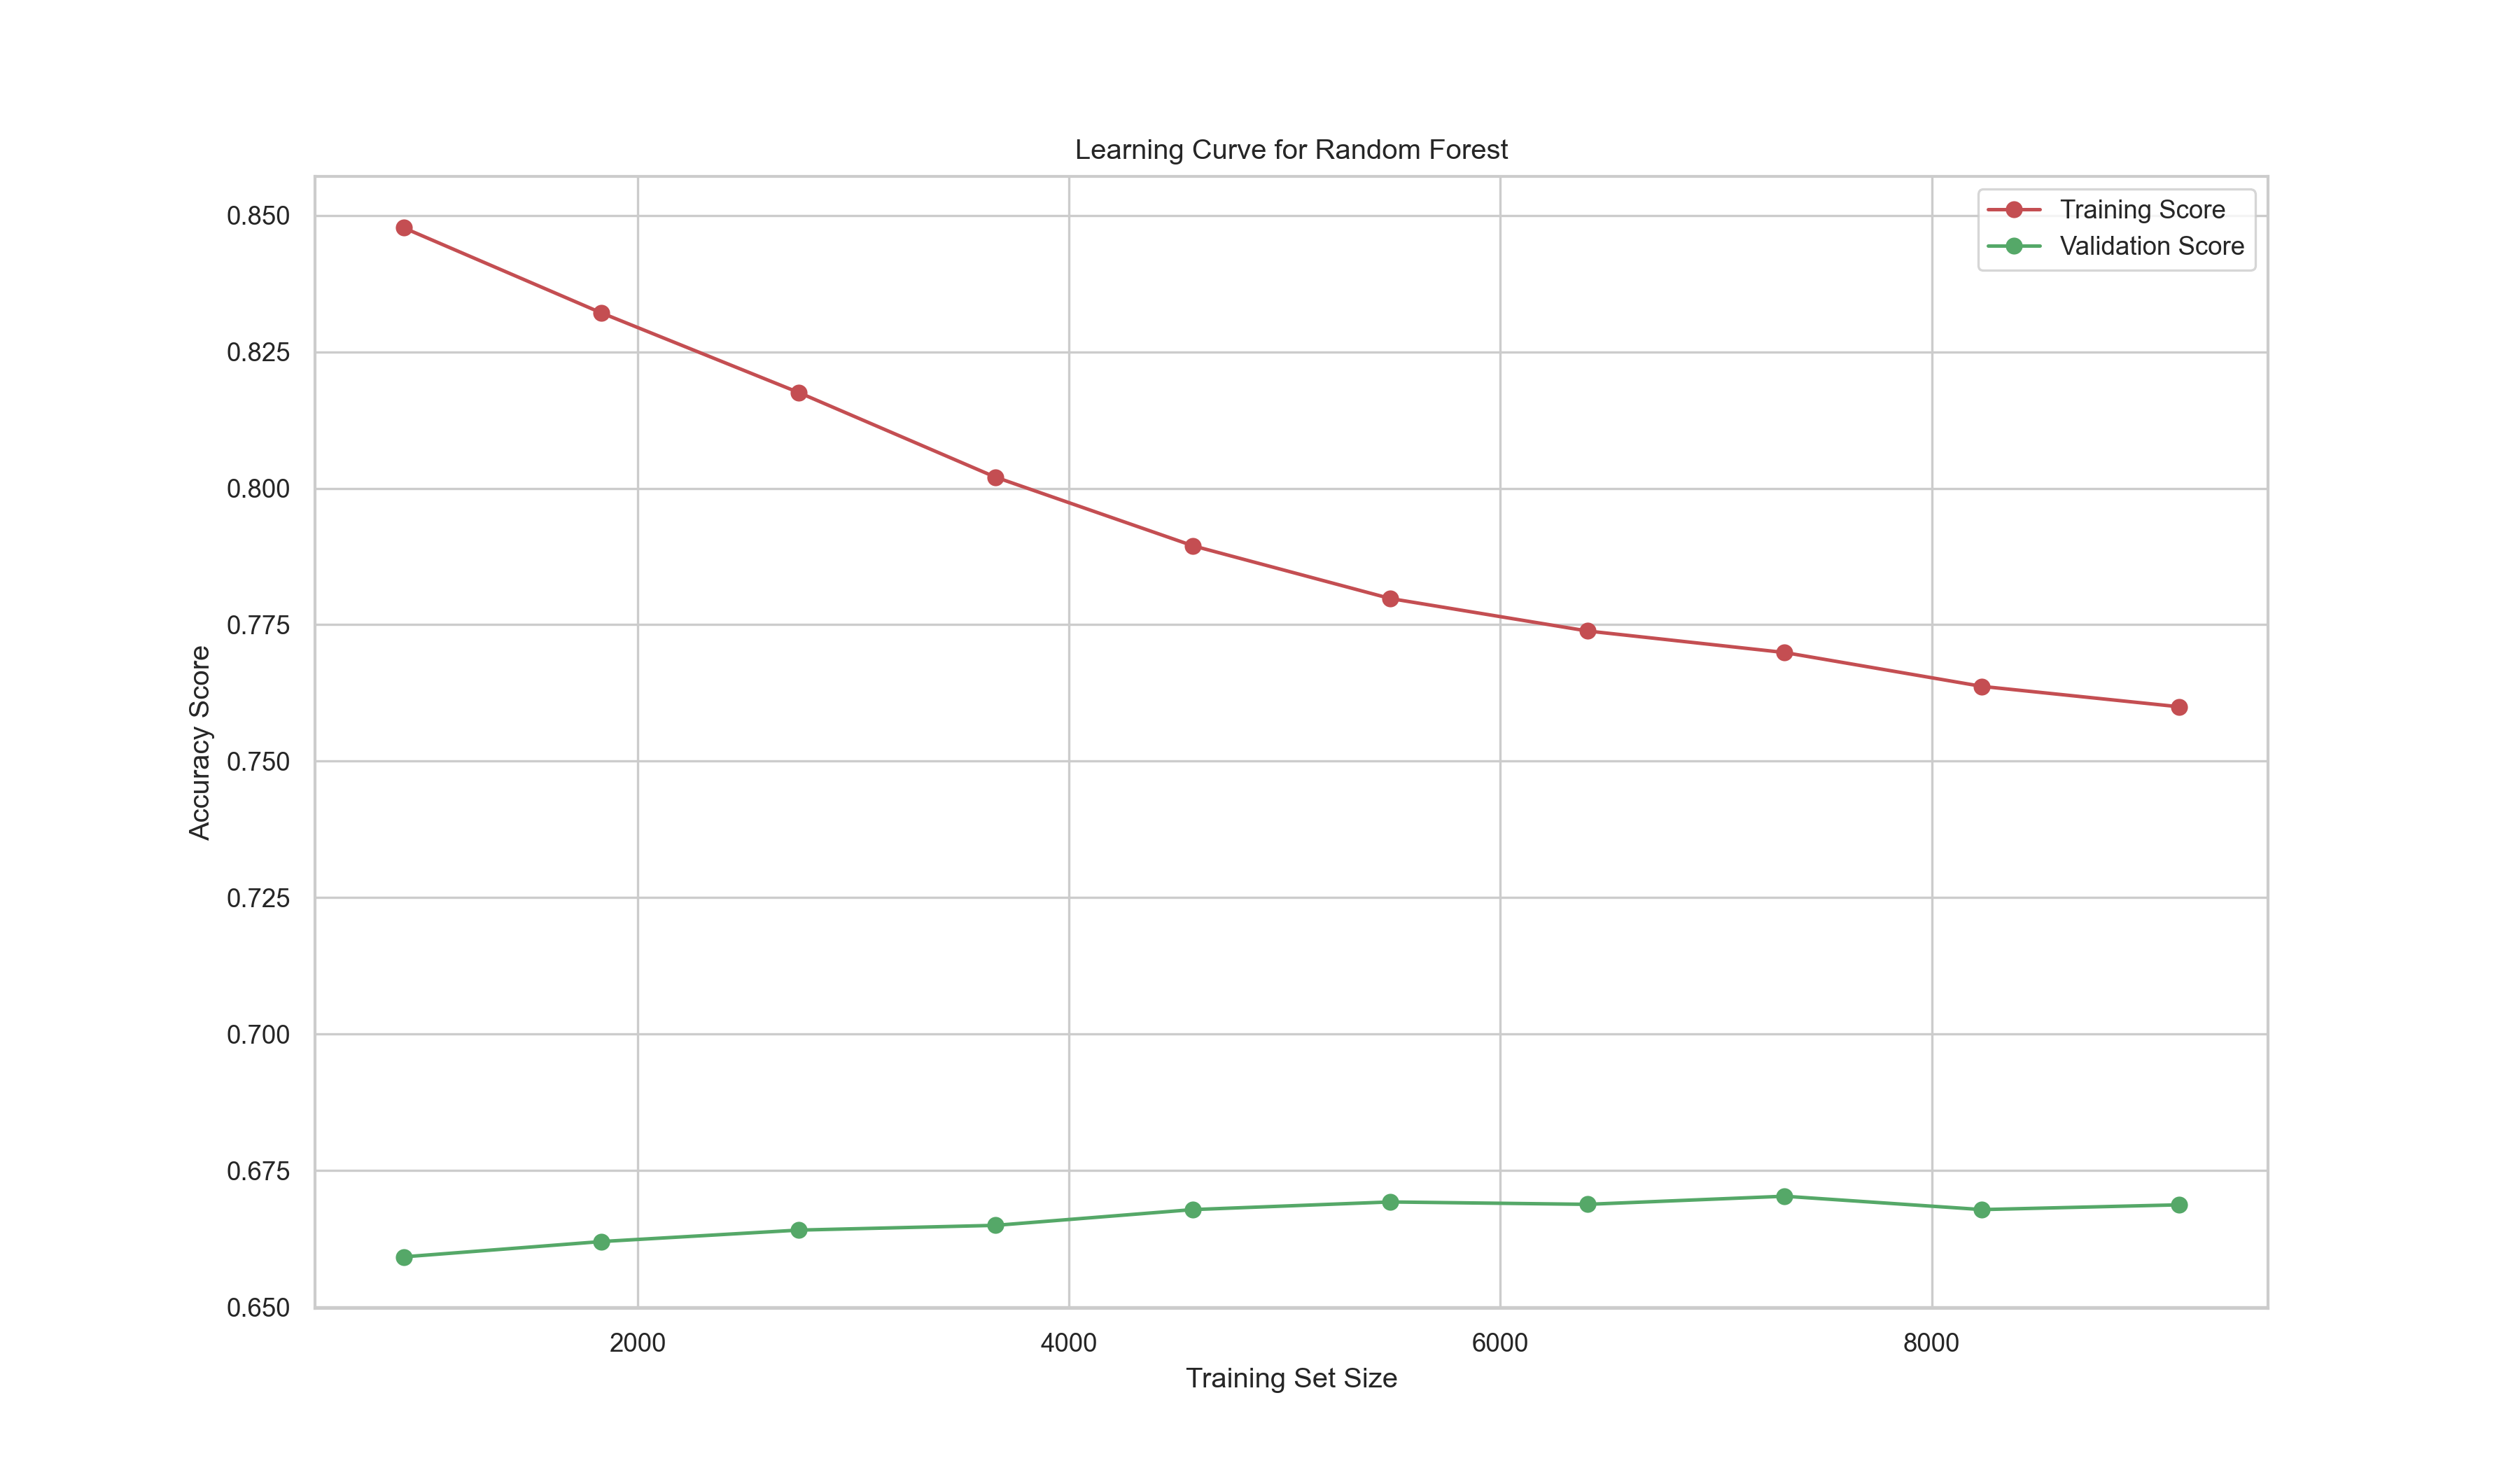 Learning Curve for Random Forest
Training Score
Validation Score
0.850
0.825
0.800
0.775
0.750
0.725
0.700
0.675
0.650
Accuracy Score
2000 4000 6000 8000
Training Set Size